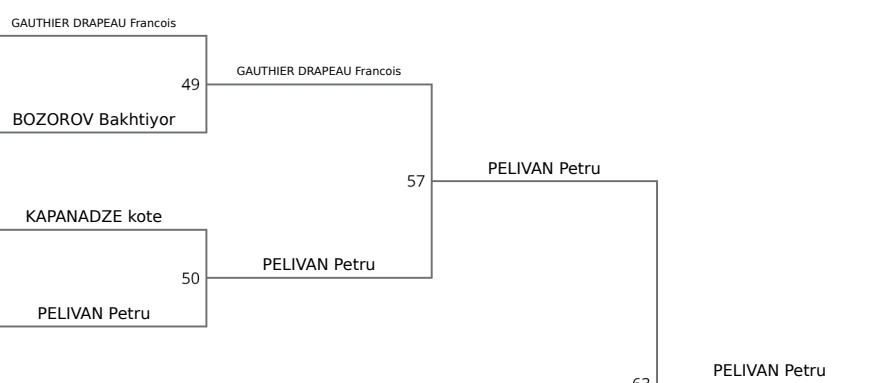 GAUTHIER DRAPEAU Francois
49
GAUTHIER DRAPEAU Francois
BOZOROV Bakhtiyor
57
PELIVAN Petru
KAPANADZE kote
50
PELIVAN Petru
PELIVAN Petru
PELIVAN Petru